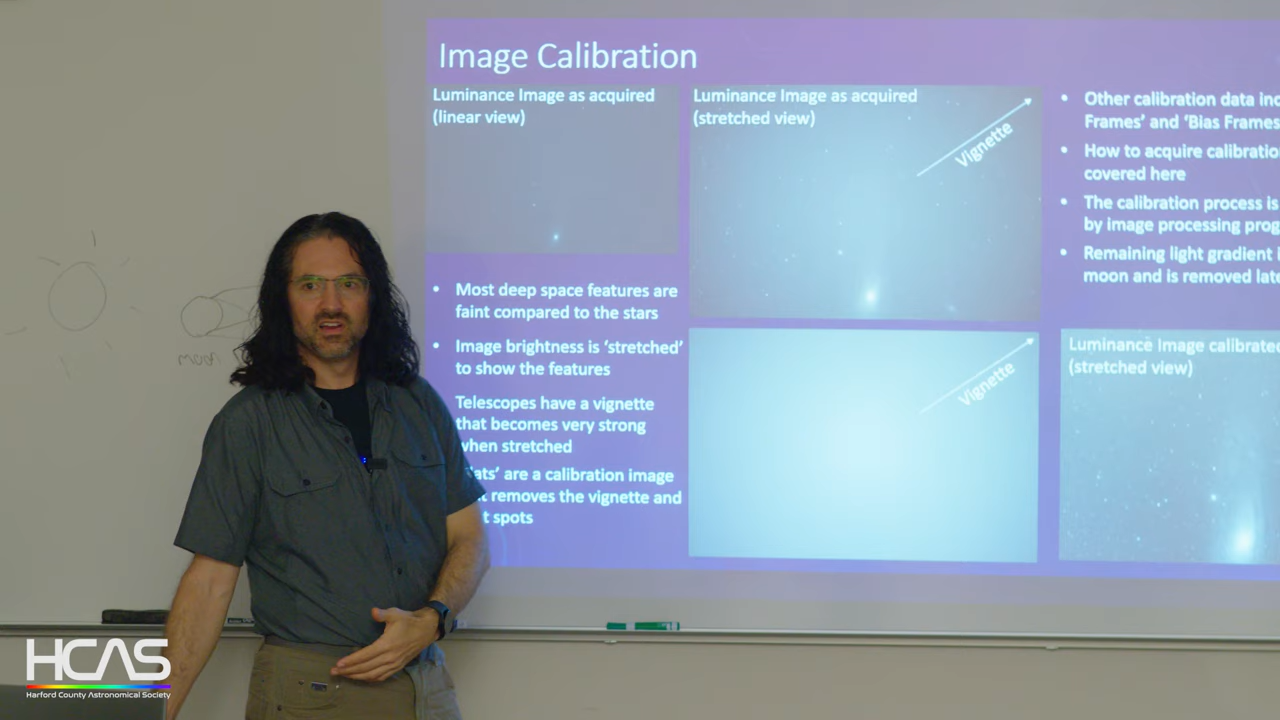 Image Calibration
Luminance Image as acquired
(linear view)
Luminance Image as acquired
(stretched view)
Vignette
• Other calibration data inc
Frames' and 'Bias Frames
• How to acquire calibratio
covered here
• The calibration process is
by image processing prog
• Remaining light gradient i
moon and is removed late
• Most deep space features are
faint compared to the stars
• Image brightness is 'stretched'
to show the features
Telescopes have a vignette
that becomes very strong
when stretched
ats' are a calibration image
removes the vignette and
spots
Vignette
Luminance Image calibrated
(stretched view)
moon
HCAS
Harford County Astronomical Society